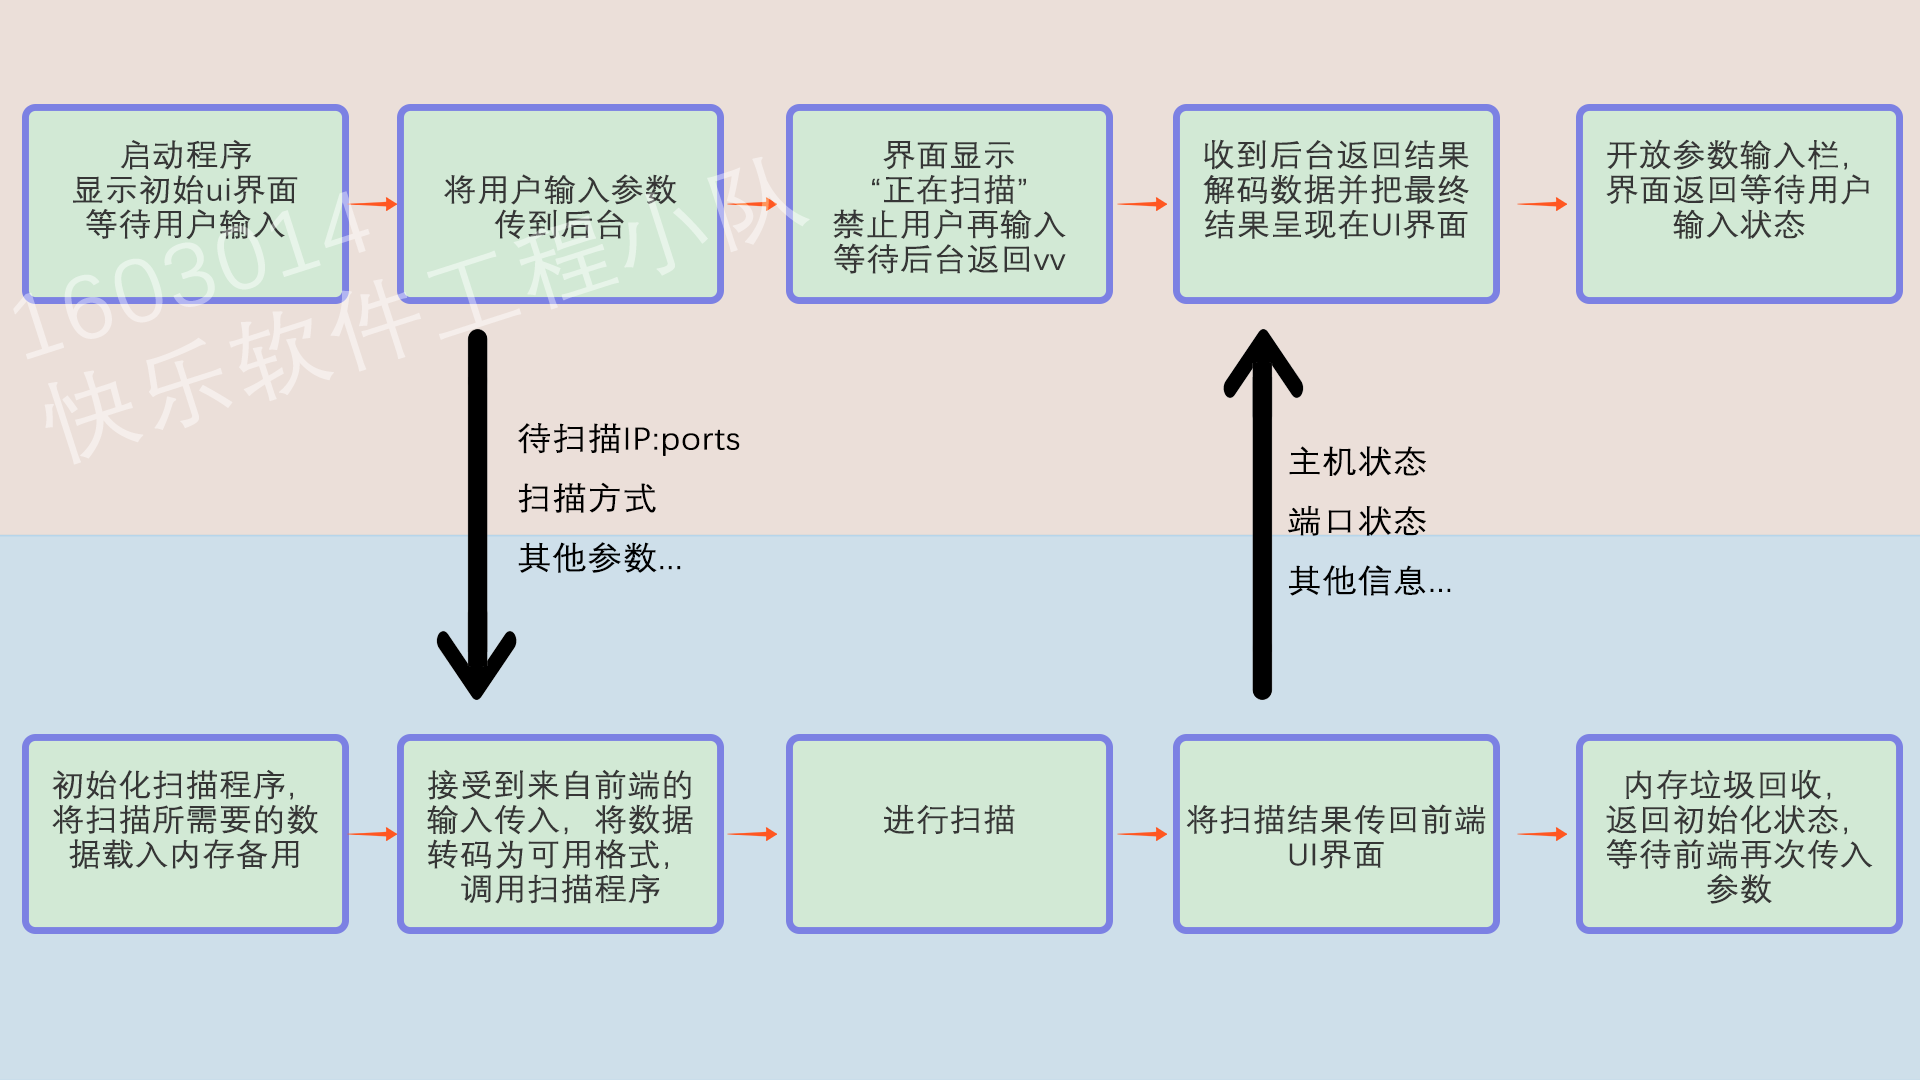 启动程序
显示初始ui界面
等待用户输入
将用户输入参数
传到后台
界面显示
“正在扫描”
禁止用户再输入
等待后台返回vv
收到后台返回结果
解码数据并把最终
结果呈现在UI界面
开放参数输入栏,
界面返回等待用户
输入状态
1603014
快乐软件工程小队
待扫描IP:ports
扫描方式
其他参数...
主机状态
端口状态
其他信息...
初始化扫描程序,
将扫描所需要的数
据载入内存备用
接受到来自前端的
输入传入, 将数据
转码为可用格式,
调用扫描程序
进行扫描
将扫描结果传回前端
UI界面
内存垃圾回收,
返回初始化状态,
等待前端再次传入
参数